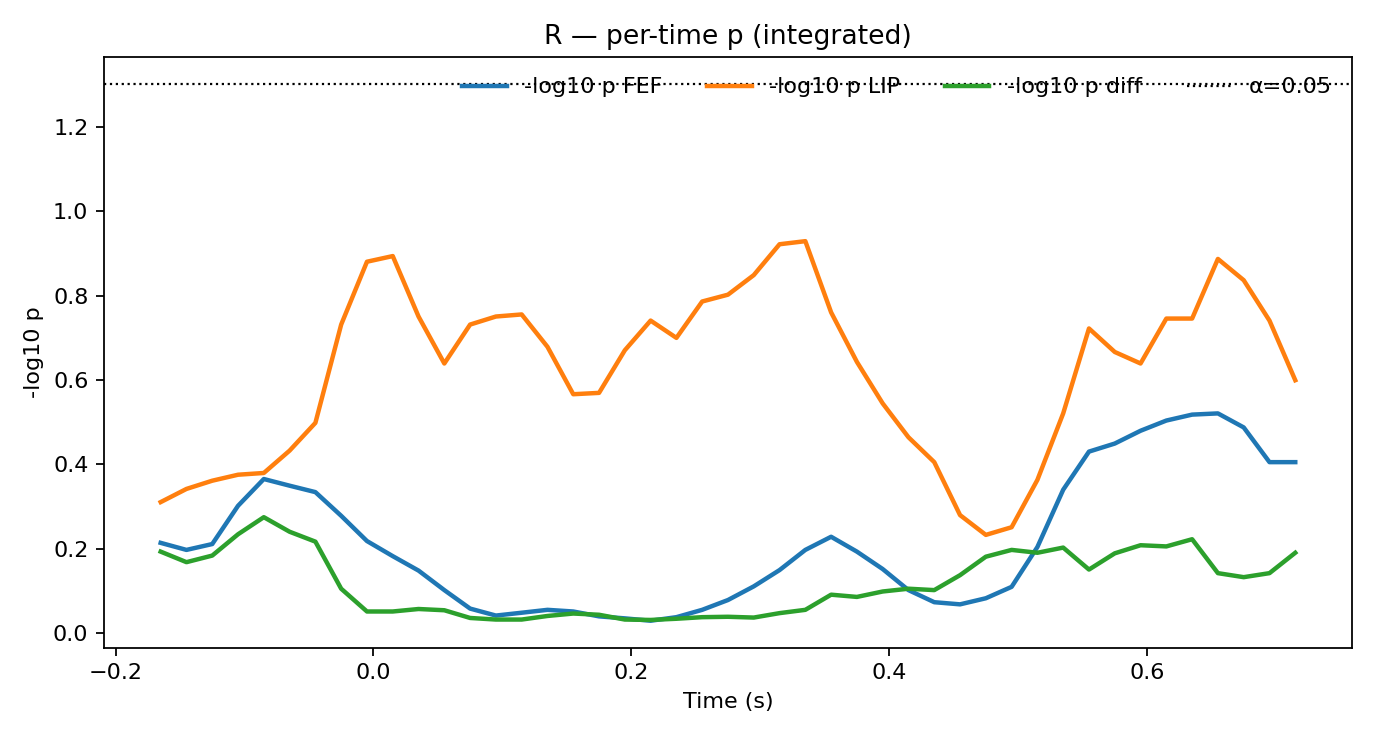 R — per-time p (integrated)
-log10 p FEF -log10 p LIP -log10 p diff α=0.05
1.2
1.0
0.8
0.6
0.4
0.2
0.0
-log10 p
−0.2 0.0 0.2 0.4 0.6
Time (s)